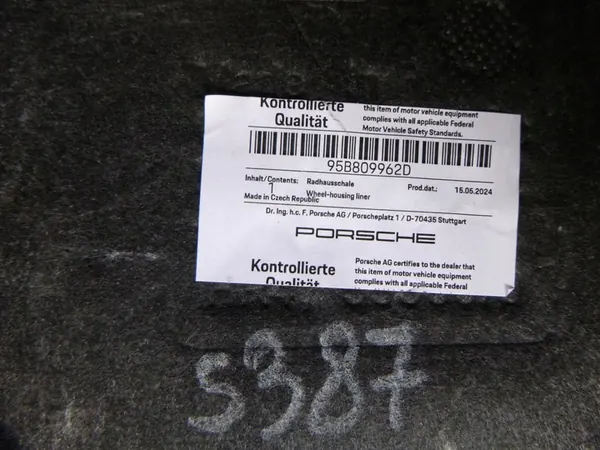 Kontrollierte
Qualität
this item of motor vehicle equipment
complies with all applicable Federal
Motor Vehicle Safety Standards.
95B809962D
Inhalt/Contents: Radhausschale Prod.dat.: 15.05.2024
1 Wheel-housing liner
Made in Czech Republic
Dr. Ing. h.c. F. Porsche AG / Porscheplatz 1 / D-70435 Stuttgart
PORSCHE
Kontrollierte
Qualität
Porsche AG certifies to the dealer that
this item of motor vehicle equipment
complies with all applicable Federal
S387